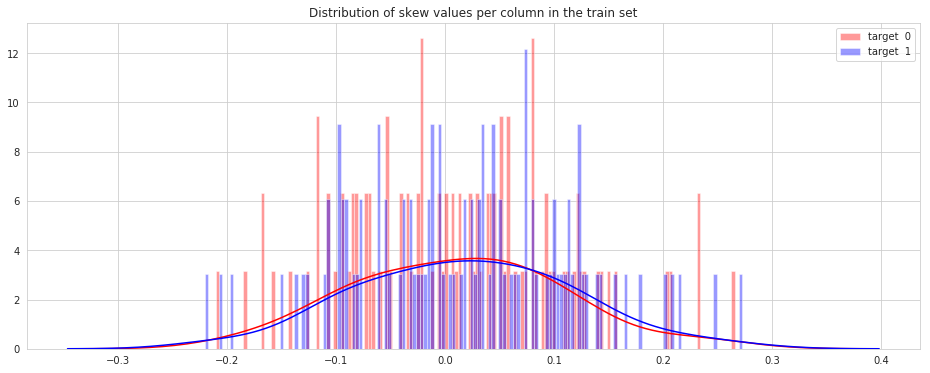 Distribution of skew values per column in the train set
target 0
target 1
12
10
8
6
4
2
0
−0.3 −0.2 −0.1 0.0 0.1 0.2 0.3 0.4